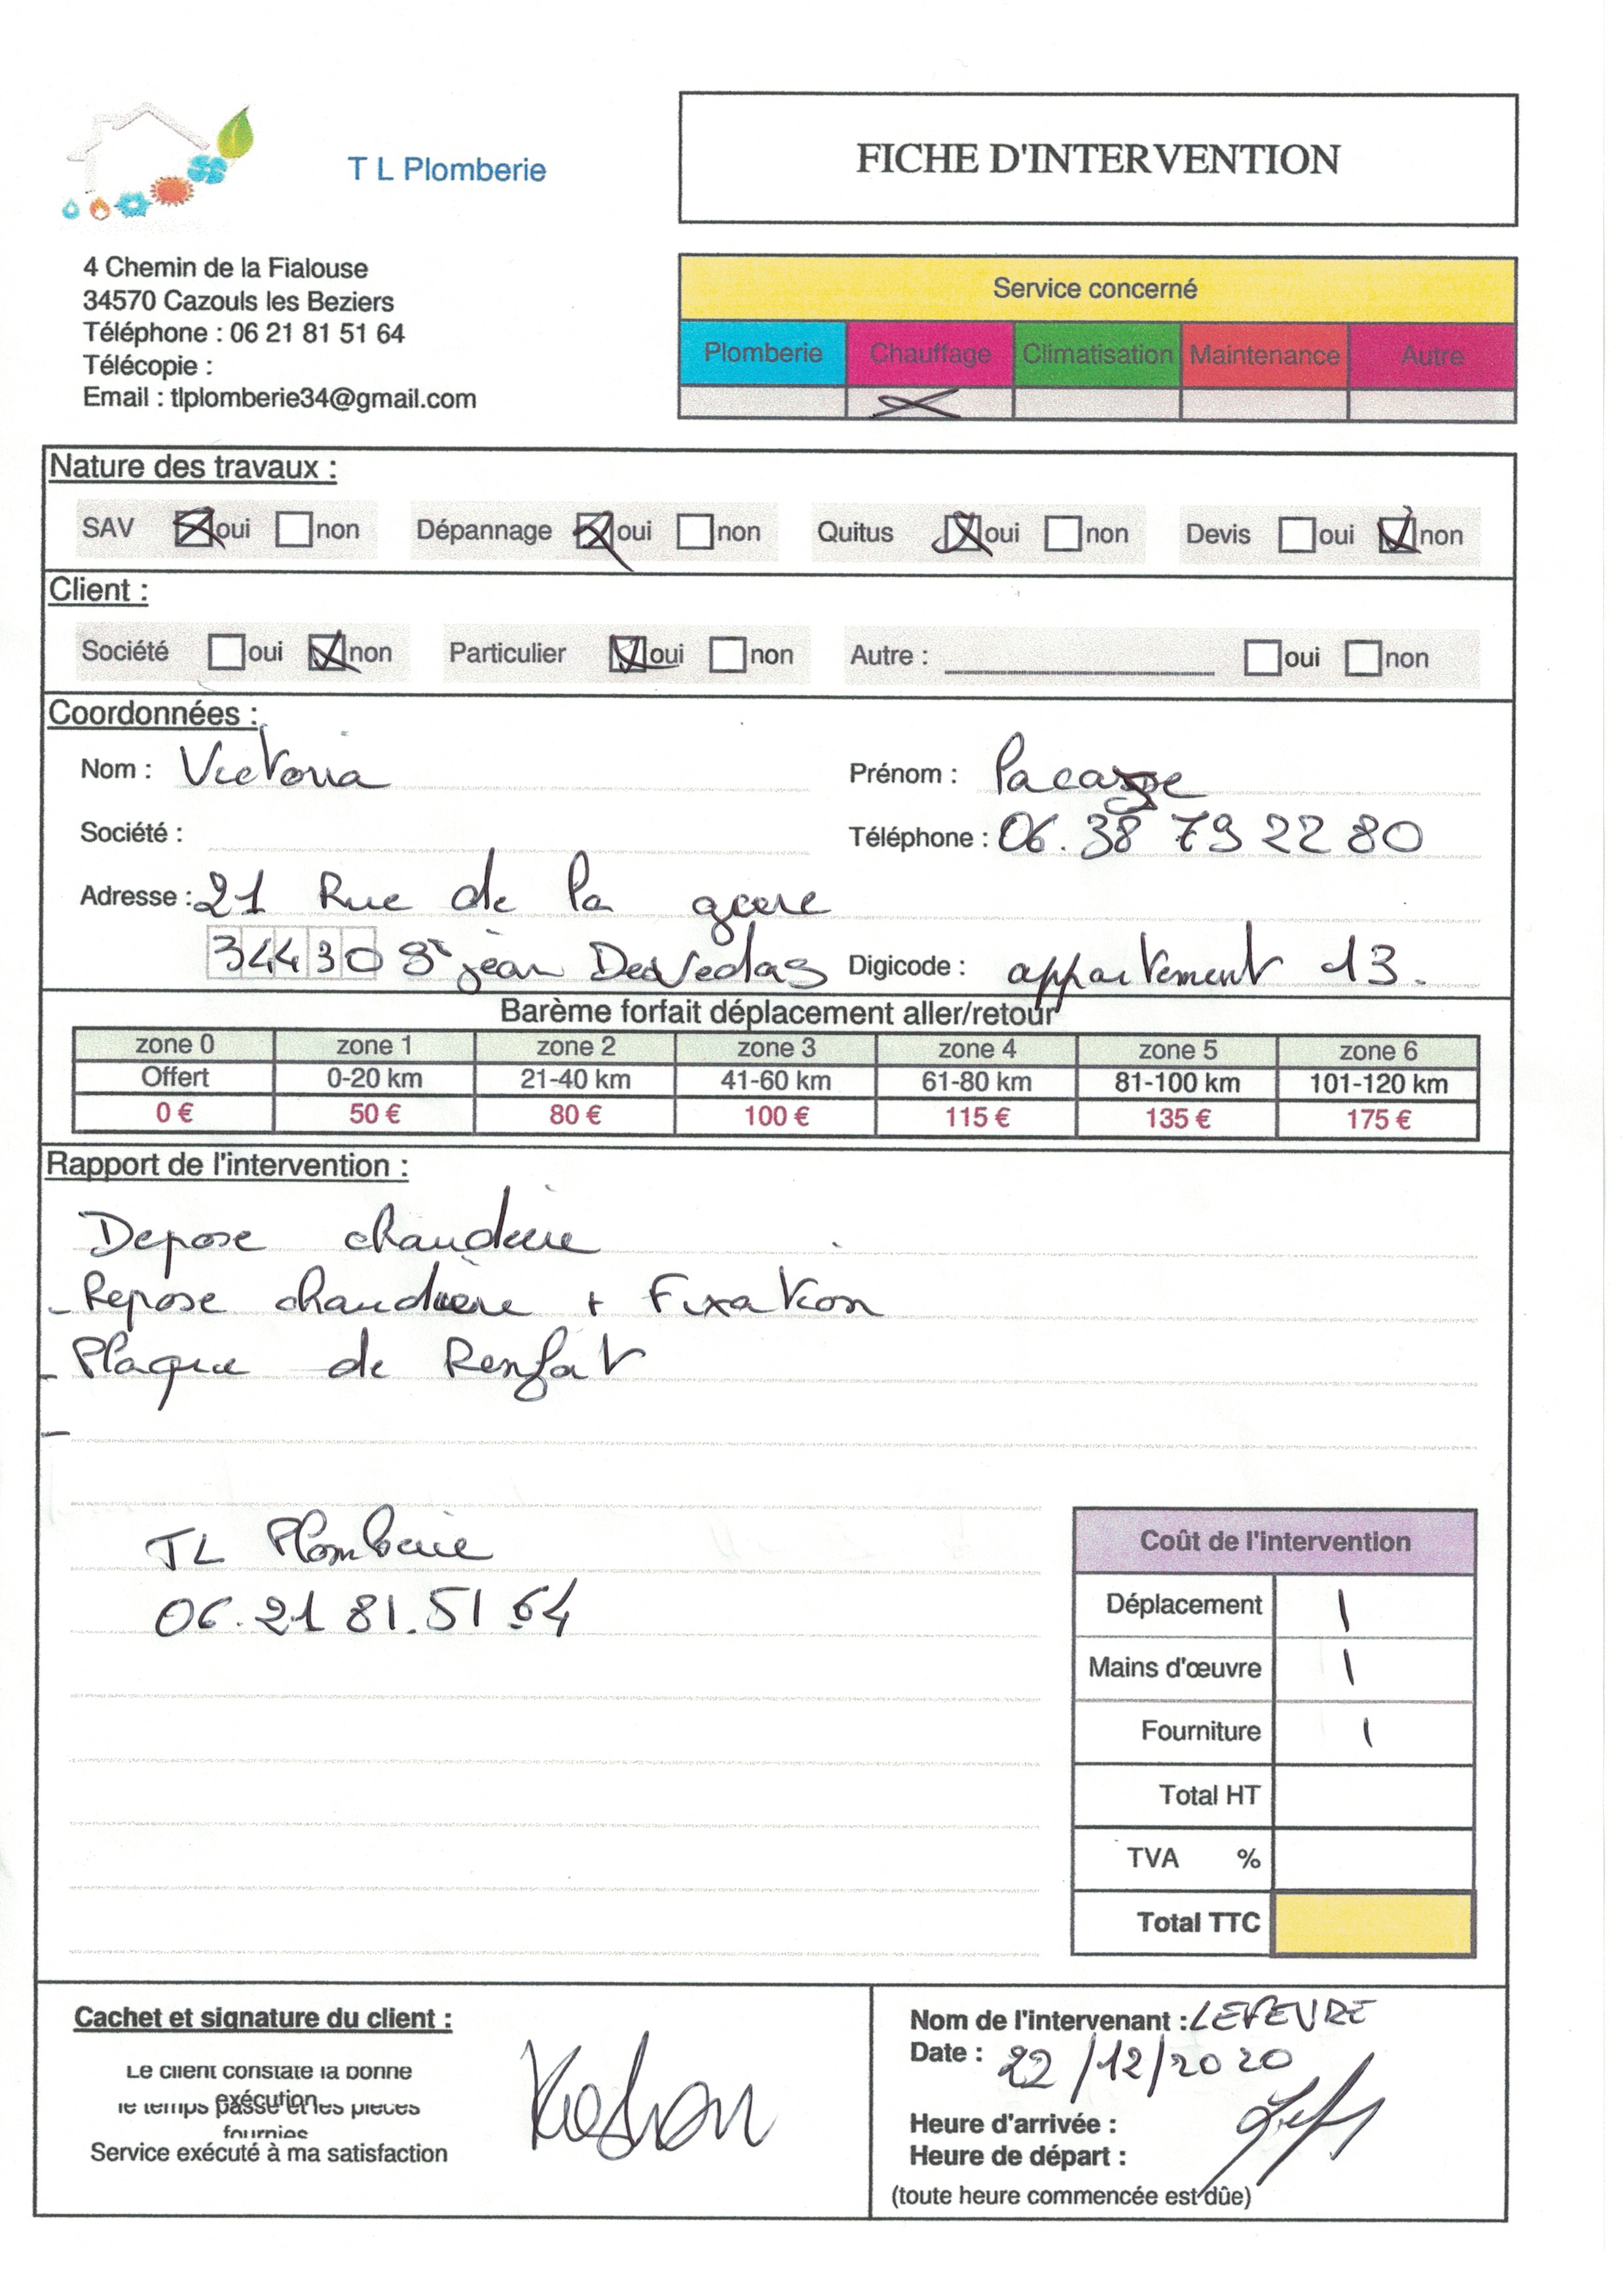 T L Plomberie
FICHE D'INTERVENTION
4 Chemin de la Fialouse
34570 Cazouls les Beziers
Téléphone : 06 21 81 51 64
Télécopie :
Email : tlplomberie34@gmail.com
Service concerné
Plomberie Chauffage Climatisation Maintenance Autre
Nature des travaux :
SAV oui non Dépannage oui non Quitus oui non Devis oui non
Client :
Société oui non Particulier oui non Autre : oui non
Coordonnées :
Nom : Victoria Prénom :
Société : Téléphone : 06.38 79 22 80
Adresse : 21 Rue de la gare
34430 St jean DeVedas Digicode : appartement 13.
Barème forfait déplacement aller/retour
zone 0 zone 1 zone 2 zone 3 zone 4 zone 5 zone 6
Offert 0-20 km 21-40 km 41-60 km 61-80 km 81-100 km 101-120 km
0 € 50 € 80 € 100 € 115 € 135 € 175 €
Rapport de l'intervention :
Depose chaudiere
- Repose chaudière + Fixation
- Plaque de Renfort
-
TL Plomberie
06.21 81.51.64
Coût de l'intervention
Déplacement 1
Mains d'œuvre 1
Fourniture 1
Total HT
TVA %
Total TTC
Cachet et signature du client :
Le client constate la bonne
exécution
le temps passé et les pièces
fournies
Service exécuté à ma satisfaction
Nom de l'intervenant : LEFEVRE
Date : 22/12/2020
Heure d'arrivée :
Heure de départ :
(toute heure commencée est dûe)